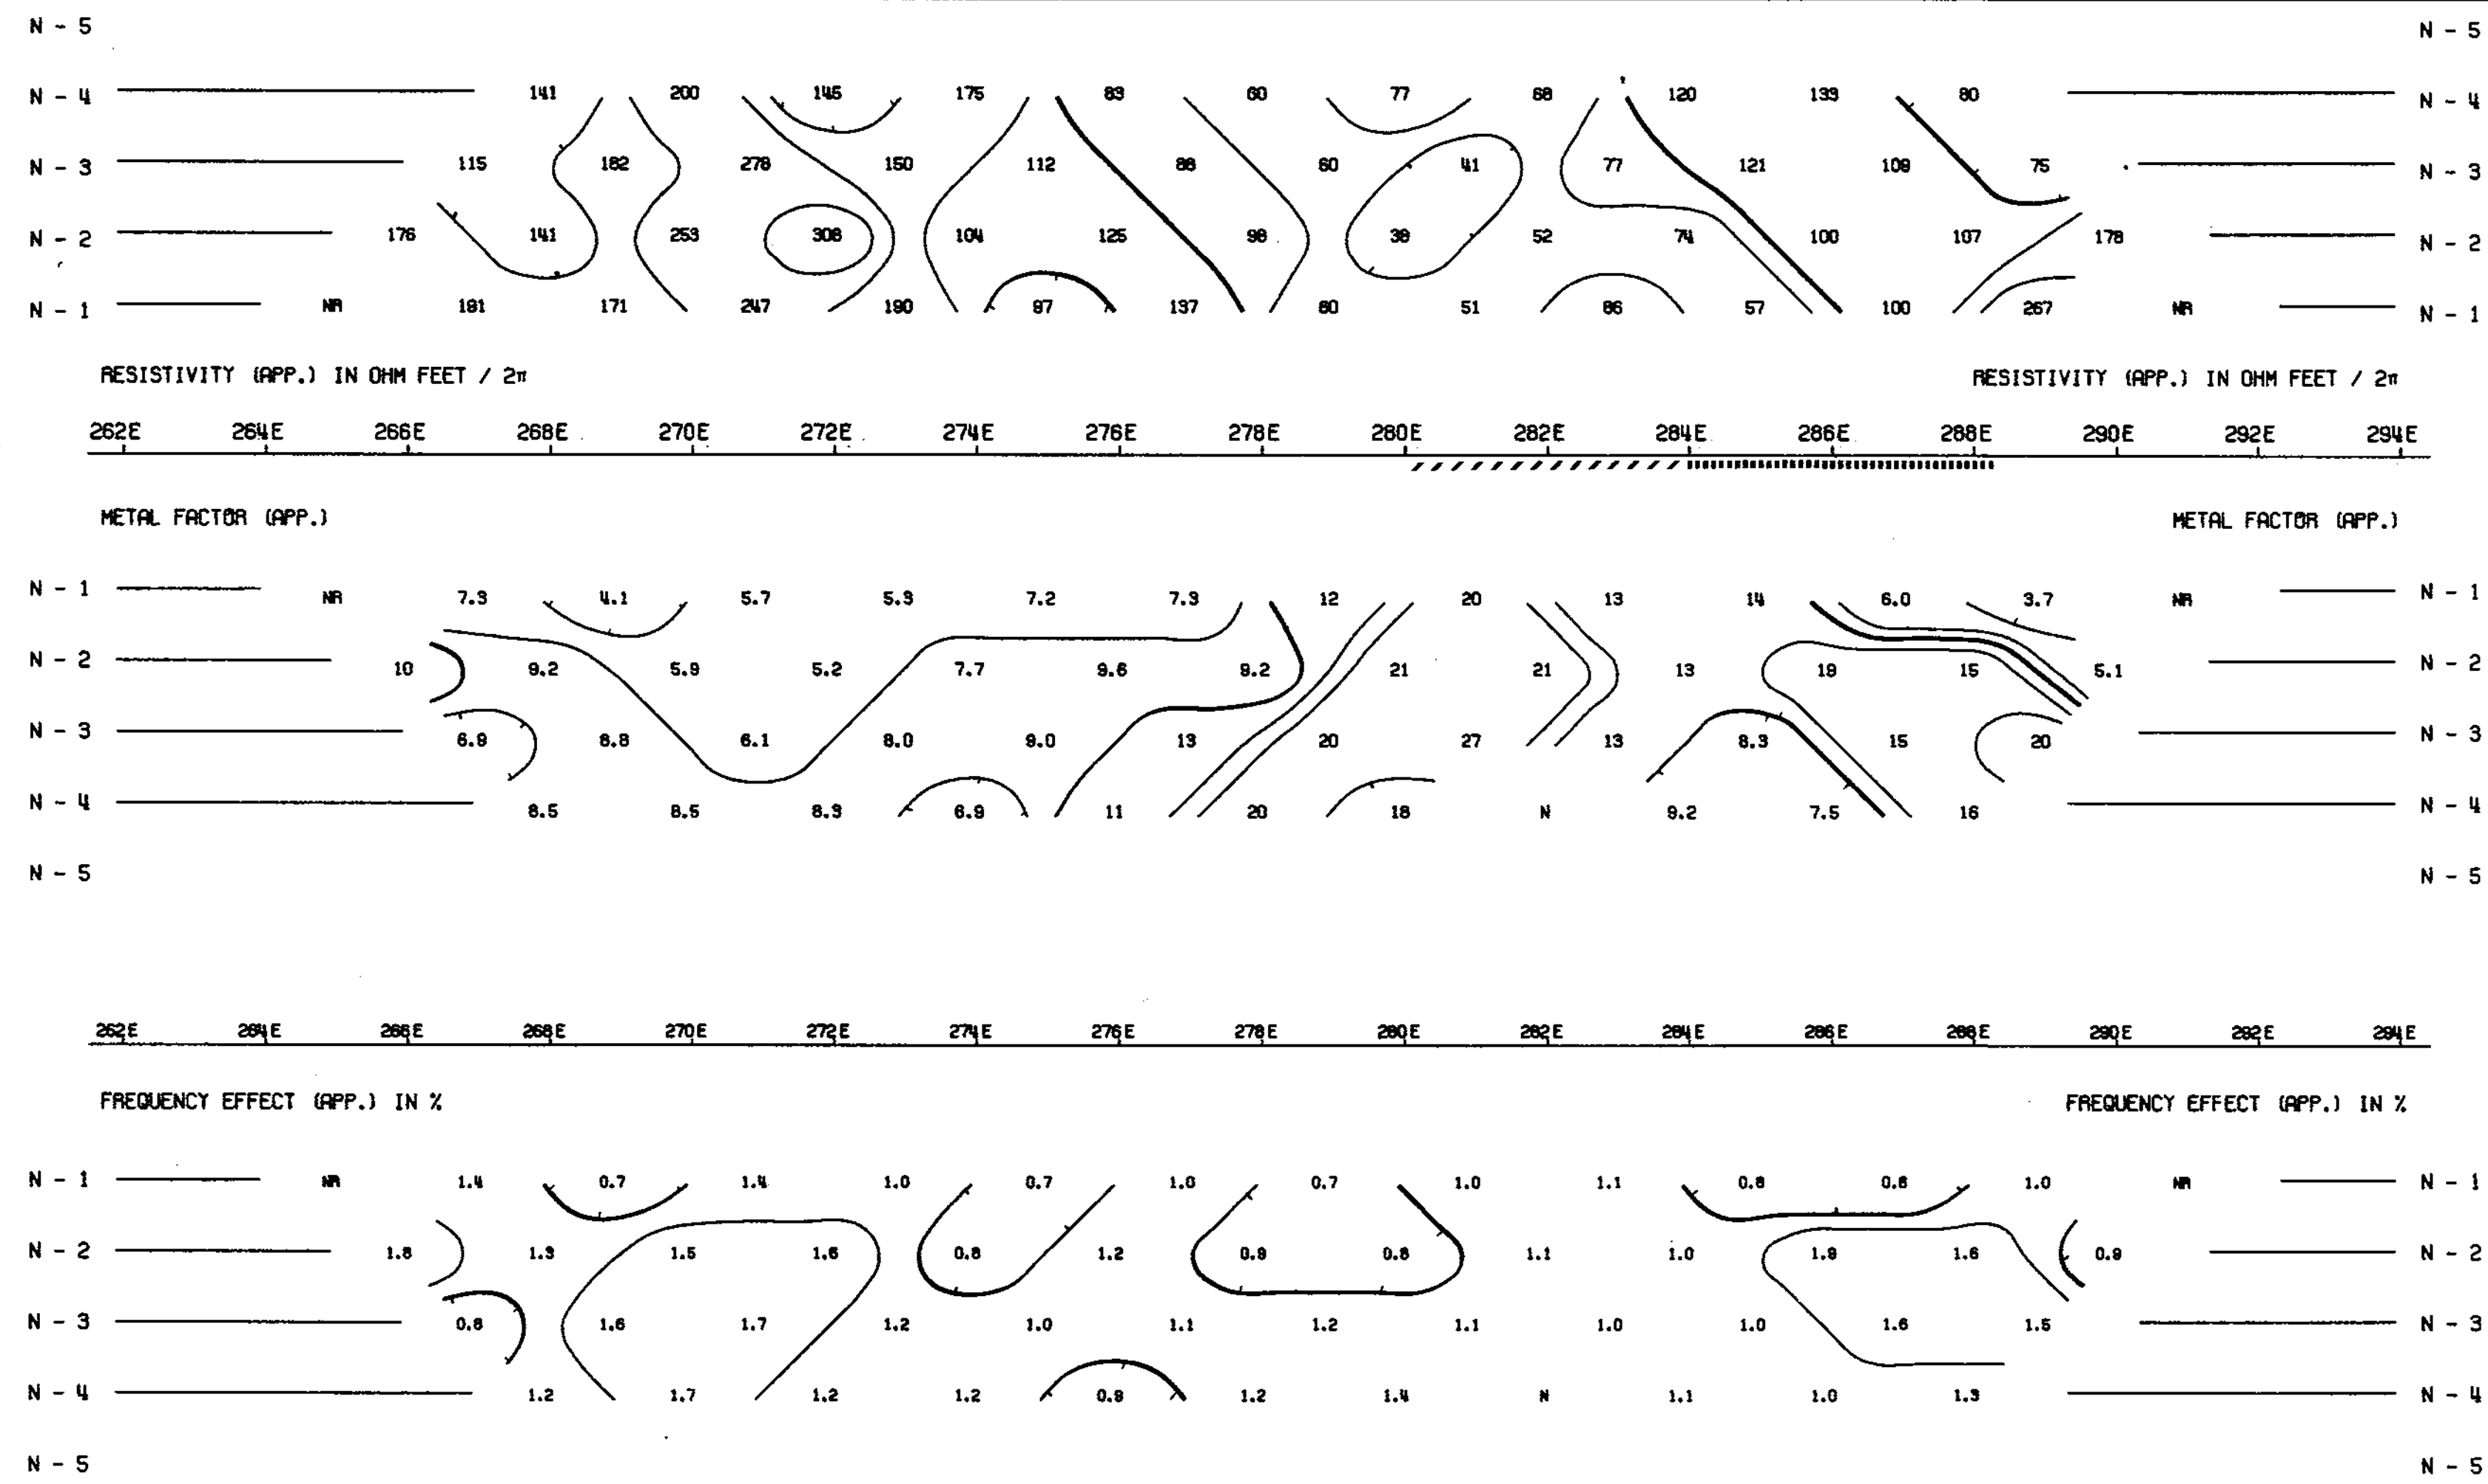 N - 5 N - 5
N - 4 141 200 145 175 83 60 77 68 120 133 80 N - 4
N - 3 115 182 278 150 112 86 60 41 77 121 109 75 N - 3
N - 2 176 141 253 308 104 125 98 38 52 74 100 107 178 N - 2
N - 1 NR 191 171 247 190 97 137 60 51 86 57 100 267 NR N - 1
RESISTIVITY (APP.) IN OHM FEET / 2π RESISTIVITY (APP.) IN OHM FEET / 2π
262E 264E 266E 268E 270E 272E 274E 276E 278E 280E 282E 284E 286E 288E 290E 292E 294E
METAL FACTOR (APP.) METAL FACTOR (APP.)
N - 1 NR 7.3 4.1 5.7 5.3 7.2 7.3 12 20 13 14 6.0 3.7 NR N - 1
N - 2 10 9.2 5.9 5.2 7.7 9.6 9.2 21 21 13 19 15 5.1 N - 2
N - 3 6.9 8.8 6.1 8.0 9.0 13 20 27 13 8.3 15 20 N - 3
N - 4 8.5 8.5 8.3 6.9 11 20 18 N 9.2 7.5 16 N - 4
N - 5 N - 5
262E 264E 266E 268E 270E 272E 274E 276E 278E 280E 282E 284E 286E 288E 290E 292E 294E
FREQUENCY EFFECT (APP.) IN % FREQUENCY EFFECT (APP.) IN %
N - 1 NR 1.4 0.7 1.4 1.0 0.7 1.0 0.7 1.0 1.1 0.8 0.6 1.0 NR N - 1
N - 2 1.8 1.3 1.5 1.6 0.8 1.2 0.9 0.8 1.1 1.0 1.9 1.6 0.9 N - 2
N - 3 0.8 1.6 1.7 1.2 1.0 1.1 1.2 1.1 1.0 1.0 1.6 1.5 N - 3
N - 4 1.2 1.7 1.2 1.2 0.9 1.2 1.4 N 1.1 1.0 1.3 N - 4
N - 5 N - 5